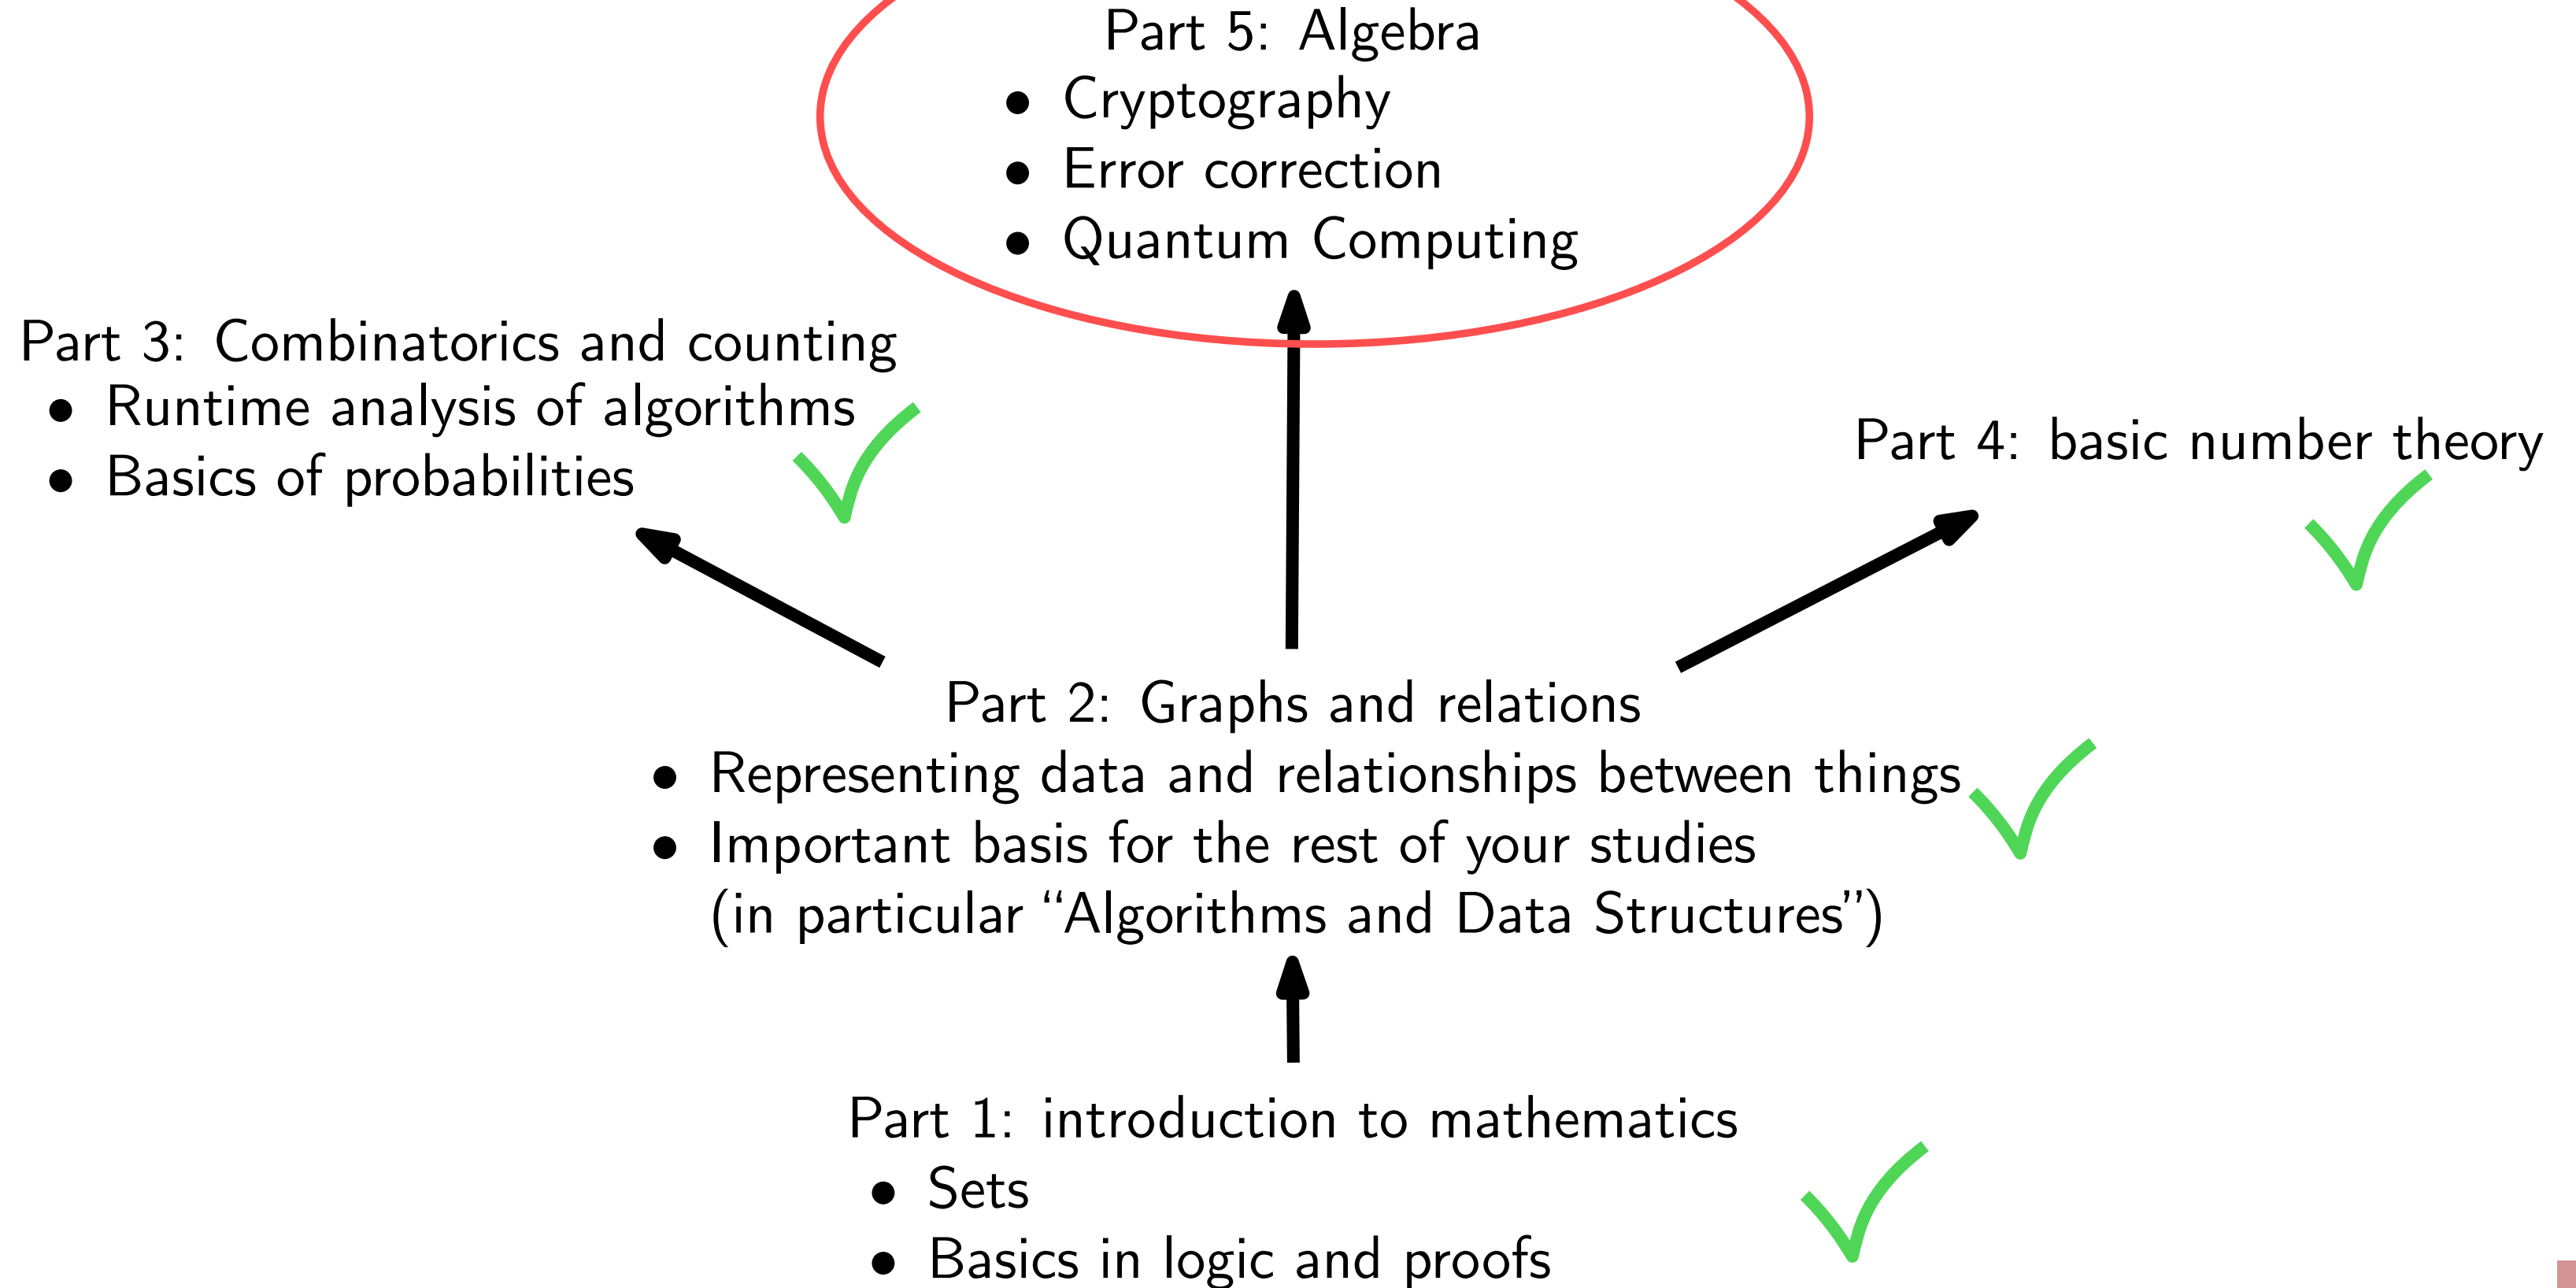 Part 5: Algebra
• Cryptography
• Error correction
• Quantum Computing
Part 3: Combinatorics and counting
• Runtime analysis of algorithms
• Basics of probabilities
Part 4: basic number theory
Part 2: Graphs and relations
• Representing data and relationships between things
• Important basis for the rest of your studies
(in particular “Algorithms and Data Structures”)
Part 1: introduction to mathematics
• Sets
• Basics in logic and proofs